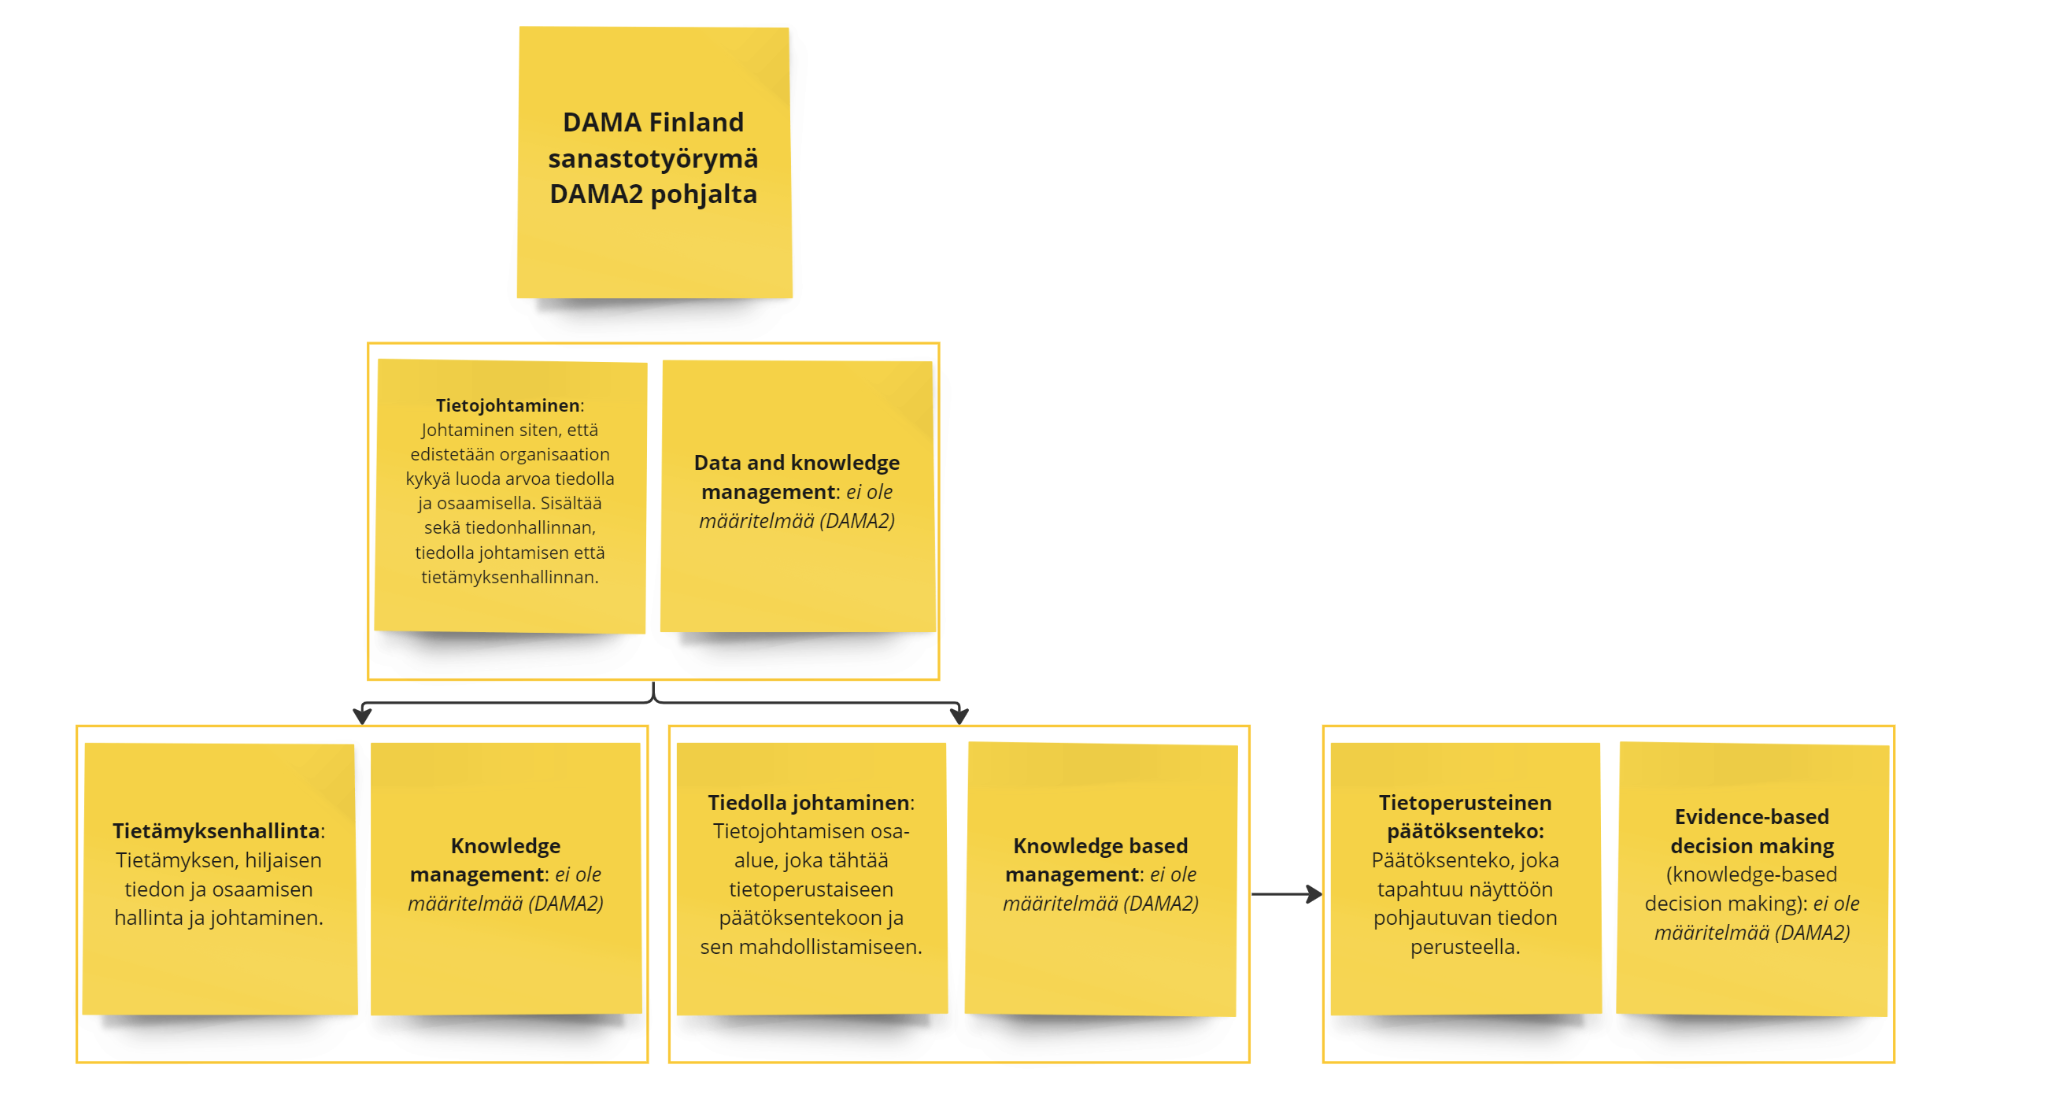 DAMA Finland
sanastotyörymä
DAMA2 pohjalta
Tietojohtaminen:
Johtaminen siten, että
edistetään organisaation
kykyä luoda arvoa tiedolla
ja osaamisella. Sisältää
sekä tiedonhallinnan,
tiedolla johtamisen että
tietämyksenhallinnan.
Data and knowledge
management: ei ole
määritelmää (DAMA2)
Tietämyksenhallinta:
Tietämyksen, hiljaisen
tiedon ja osaamisen
hallinta ja johtaminen.
Knowledge
management: ei ole
määritelmää (DAMA2)
Tiedolla johtaminen:
Tietojohtamisen osa-
alue, joka tähtää
tietoperustaiseen
päätöksentekoon ja
sen mahdollistamiseen.
Knowledge based
management: ei ole
määritelmää (DAMA2)
Tietoperusteinen
päätöksenteko:
Päätöksenteko, joka
tapahtuu näyttöön
pohjautuvan tiedon
perusteella.
Evidence-based
decision making
(knowledge-based
decision making): ei ole
määritelmää (DAMA2)